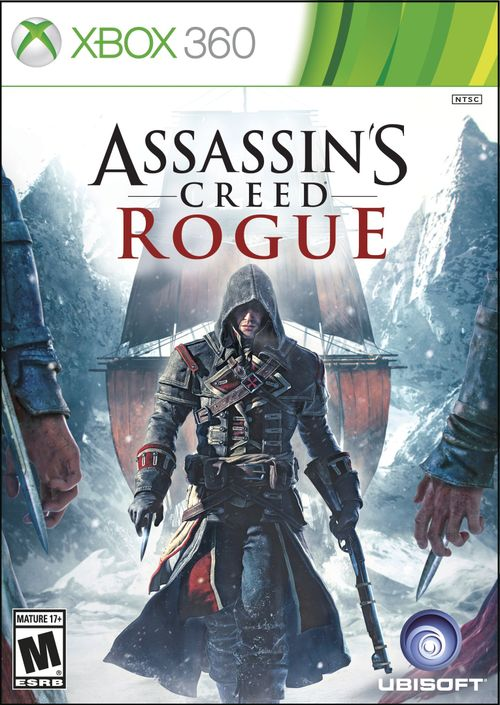 XBOX 360
NTSC
ASSASSIN'S
CREED
ROGUE
MATURE 17+
M
ESRB
UBISOFT